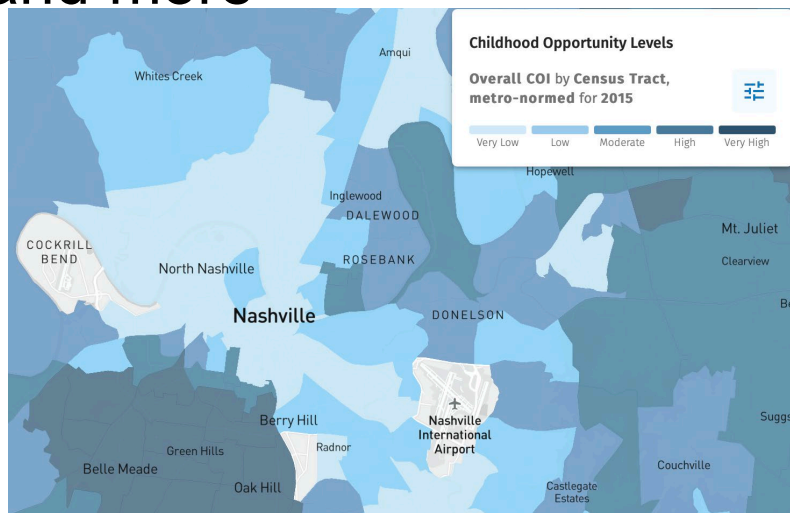 Childhood Opportunity Levels
Overall COI by Census Tract,
metro-normed for 2015
Very Low
Low
Moderate
High
Very High
Amqui
Whites Creek
Hopewell
Inglewood
DALEWOOD
COCKRILL
BEND
Mt. Juliet
ROSEBANK
Clearview
North Nashville
Nashville
DONELSON
Berry Hill
Nashville
International
Airport
Green Hills
Radnor
Belle Meade
Couchville
Oak Hill
Castlegate
Estates